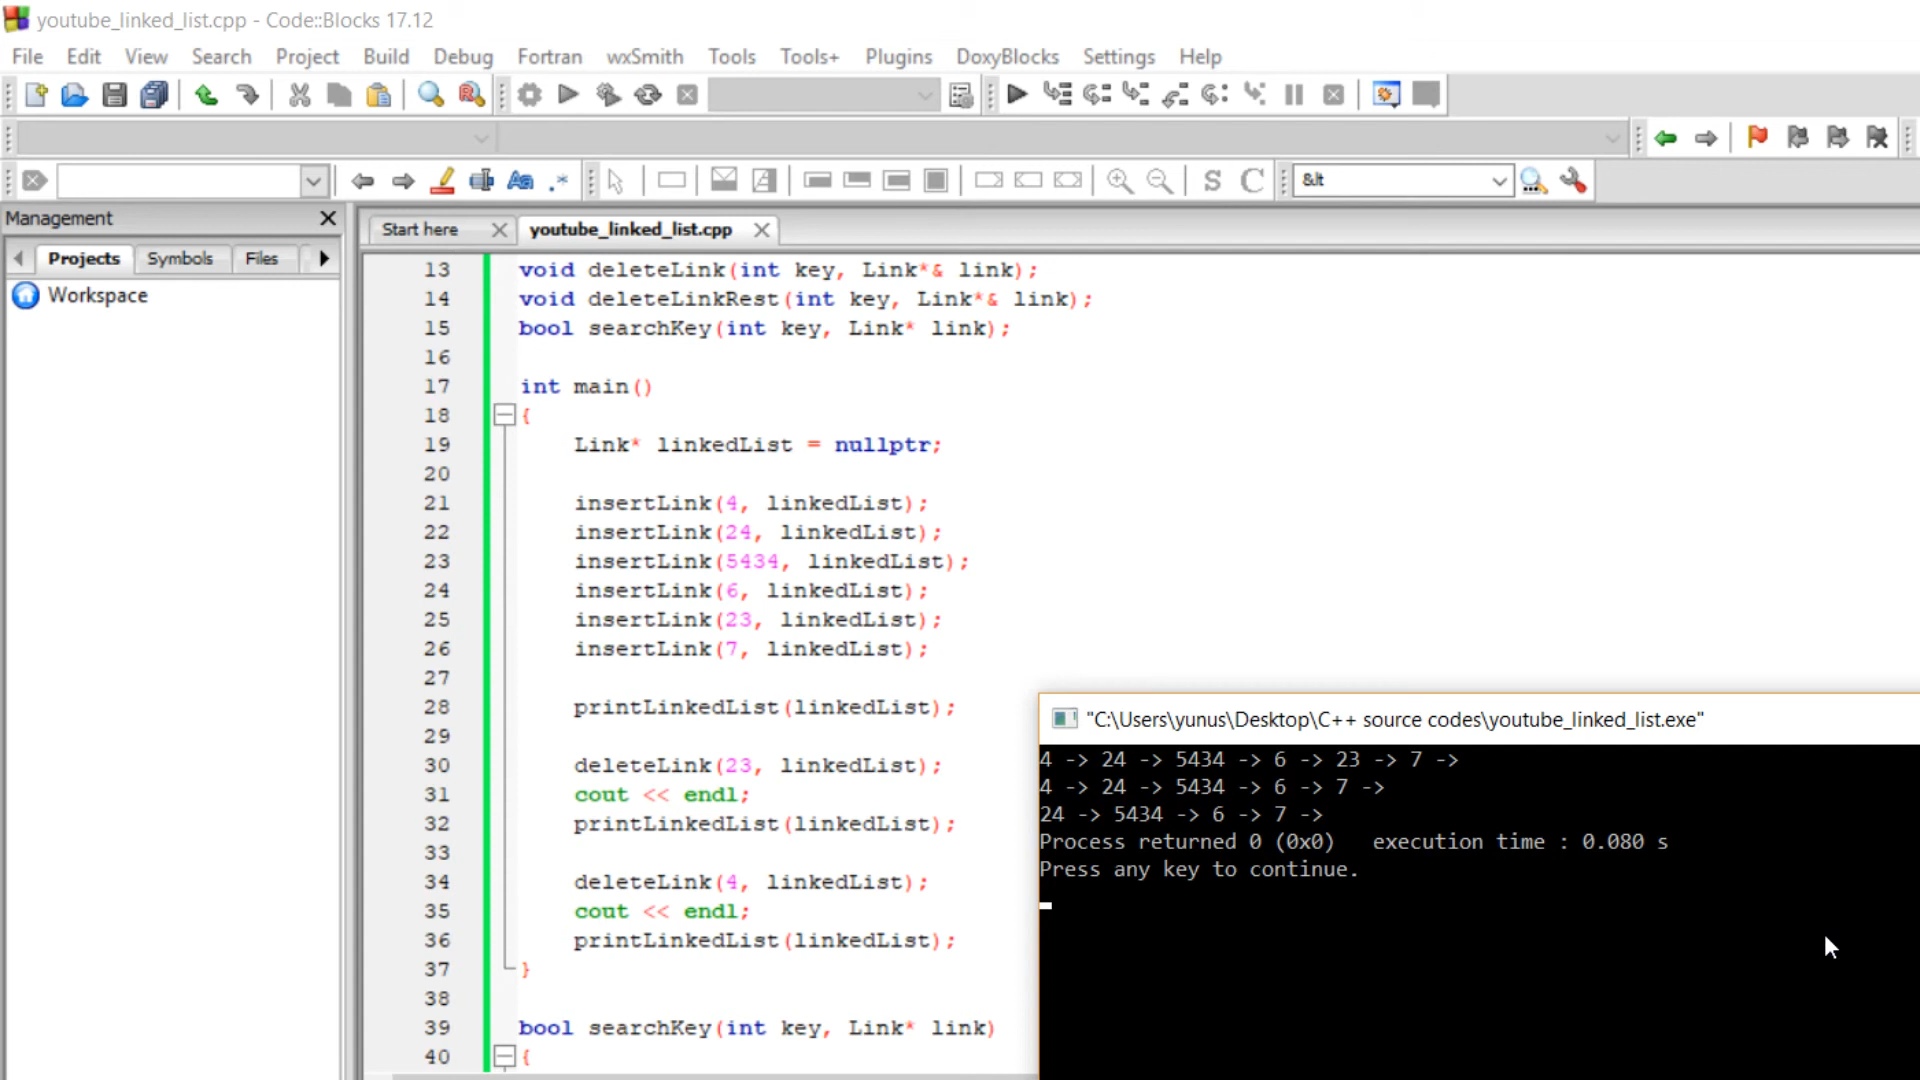 youtube_linked_list.cpp - Code::Blocks 17.12
File Edit View Search Project Build Debug Fortran wxSmith Tools Tools+ Plugins DoxyBlocks Settings Help
S C &lt
Management
Start here youtube_linked_list.cpp
Projects Symbols Files
Workspace
13 void deleteLink(int key, Link*& link);
14 void deleteLinkRest(int key, Link*& link);
15 bool searchKey(int key, Link* link);
16
17 int main()
18 {
19 Link* linkedList = nullptr;
20
21 insertLink(4, linkedList);
22 insertLink(24, linkedList);
23 insertLink(5434, linkedList);
24 insertLink(6, linkedList);
25 insertLink(23, linkedList);
26 insertLink(7, linkedList);
27
28 printLinkedList(linkedList);
29
30 deleteLink(23, linkedList);
31 cout << endl;
32 printLinkedList(linkedList);
33
34 deleteLink(4, linkedList);
35 cout << endl;
36 printLinkedList(linkedList);
37 }
38
39 bool searchKey(int key, Link* link)
40 {
"C:\Users\yunus\Desktop\C++ source codes\youtube_linked_list.exe"
4 -> 24 -> 5434 -> 6 -> 23 -> 7 ->
4 -> 24 -> 5434 -> 6 -> 7 ->
24 -> 5434 -> 6 -> 7 ->
Process returned 0 (0x0) execution time : 0.080 s
Press any key to continue.